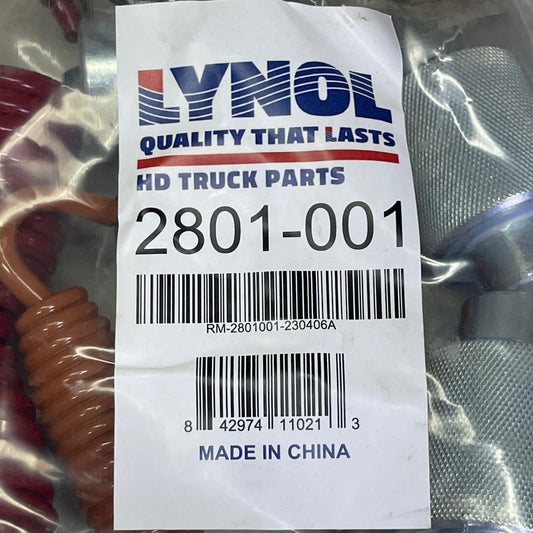 LYNOL
QUALITY THAT LASTS
HD TRUCK PARTS
2801-001
RM-2801001-230406A
8 42974 11021 3
MADE IN CHINA